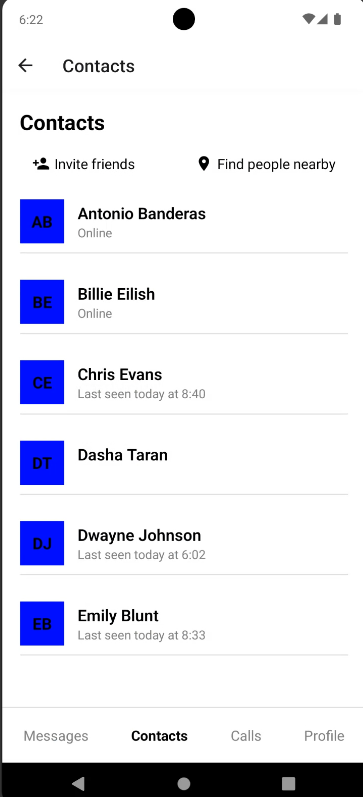 6:22
Contacts
Contacts
Invite friends Find people nearby
AB Antonio Banderas
Online
BE Billie Eilish
Online
CE Chris Evans
Last seen today at 8:40
DT Dasha Taran
DJ Dwayne Johnson
Last seen today at 6:02
EB Emily Blunt
Last seen today at 8:33
Messages Contacts Calls Profile